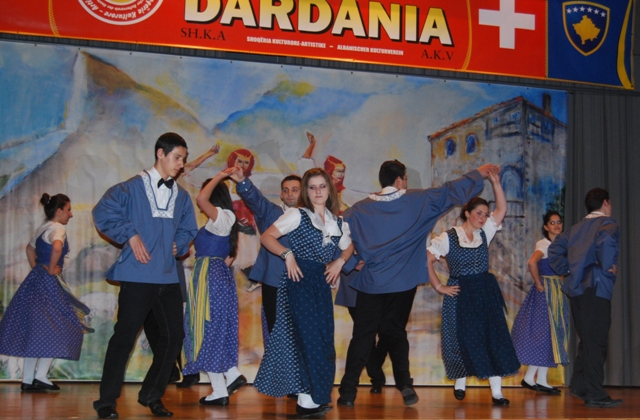 DARDANIA
SH.K.A
SHOQËRIA KULTURORE-ARTISTIKE - ALBANISCHER KULTURVEREIN
A.K.V